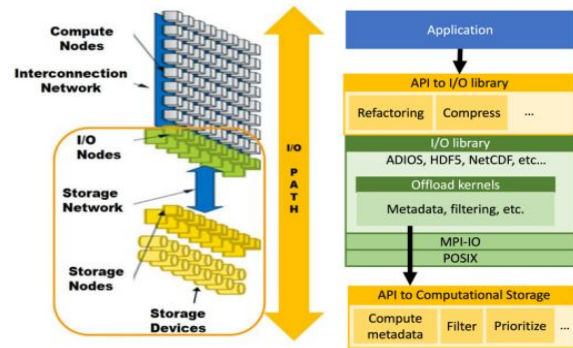 Compute
Nodes
Interconnection
Network
I/O
Nodes
Storage
Network
Storage
Nodes
Storage
Devices
I/O
PATH
Application
API to I/O library
Refactoring
Compress
...
I/O library
ADIOS, HDF5, NetCDF, etc...
Offload kernels
Metadata, filtering, etc.
MPI-IO
POSIX
API to Computational Storage
Compute
metadata
Filter
Prioritize
...